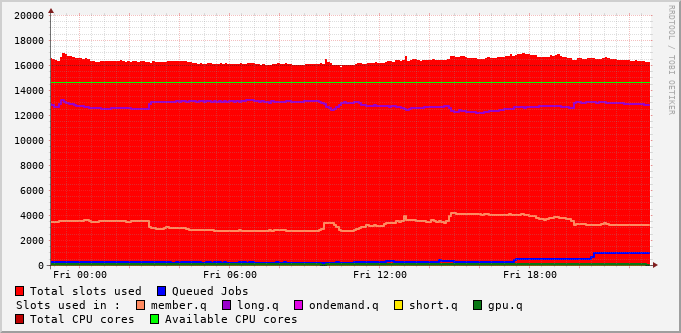 20000
18000
16000
14000
12000
10000
8000
6000
4000
2000
0
Fri 00:00 Fri 06:00 Fri 12:00 Fri 18:00
RRDTOOL / TOBI OETIKER
Total slots used Queued Jobs
Slots used in : member.q long.q ondemand.q short.q gpu.q
Total CPU cores Available CPU cores